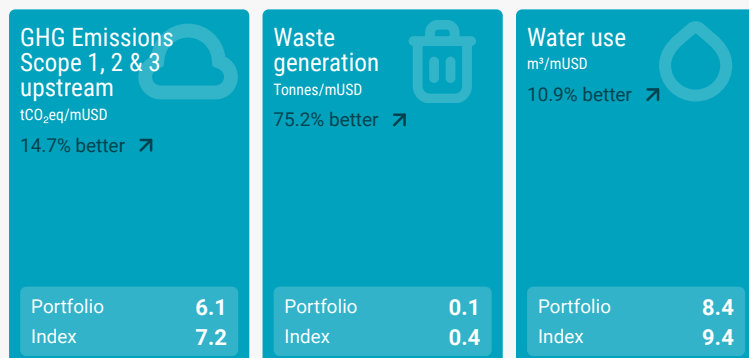 GHG Emissions
Scope 1, 2 & 3
upstream
tCO₂eq/mUSD
14.7% better
Portfolio 6.1
Index 7.2
Waste
generation
Tonnes/mUSD
75.2% better
Portfolio 0.1
Index 0.4
Water use
m³/mUSD
10.9% better
Portfolio 8.4
Index 9.4